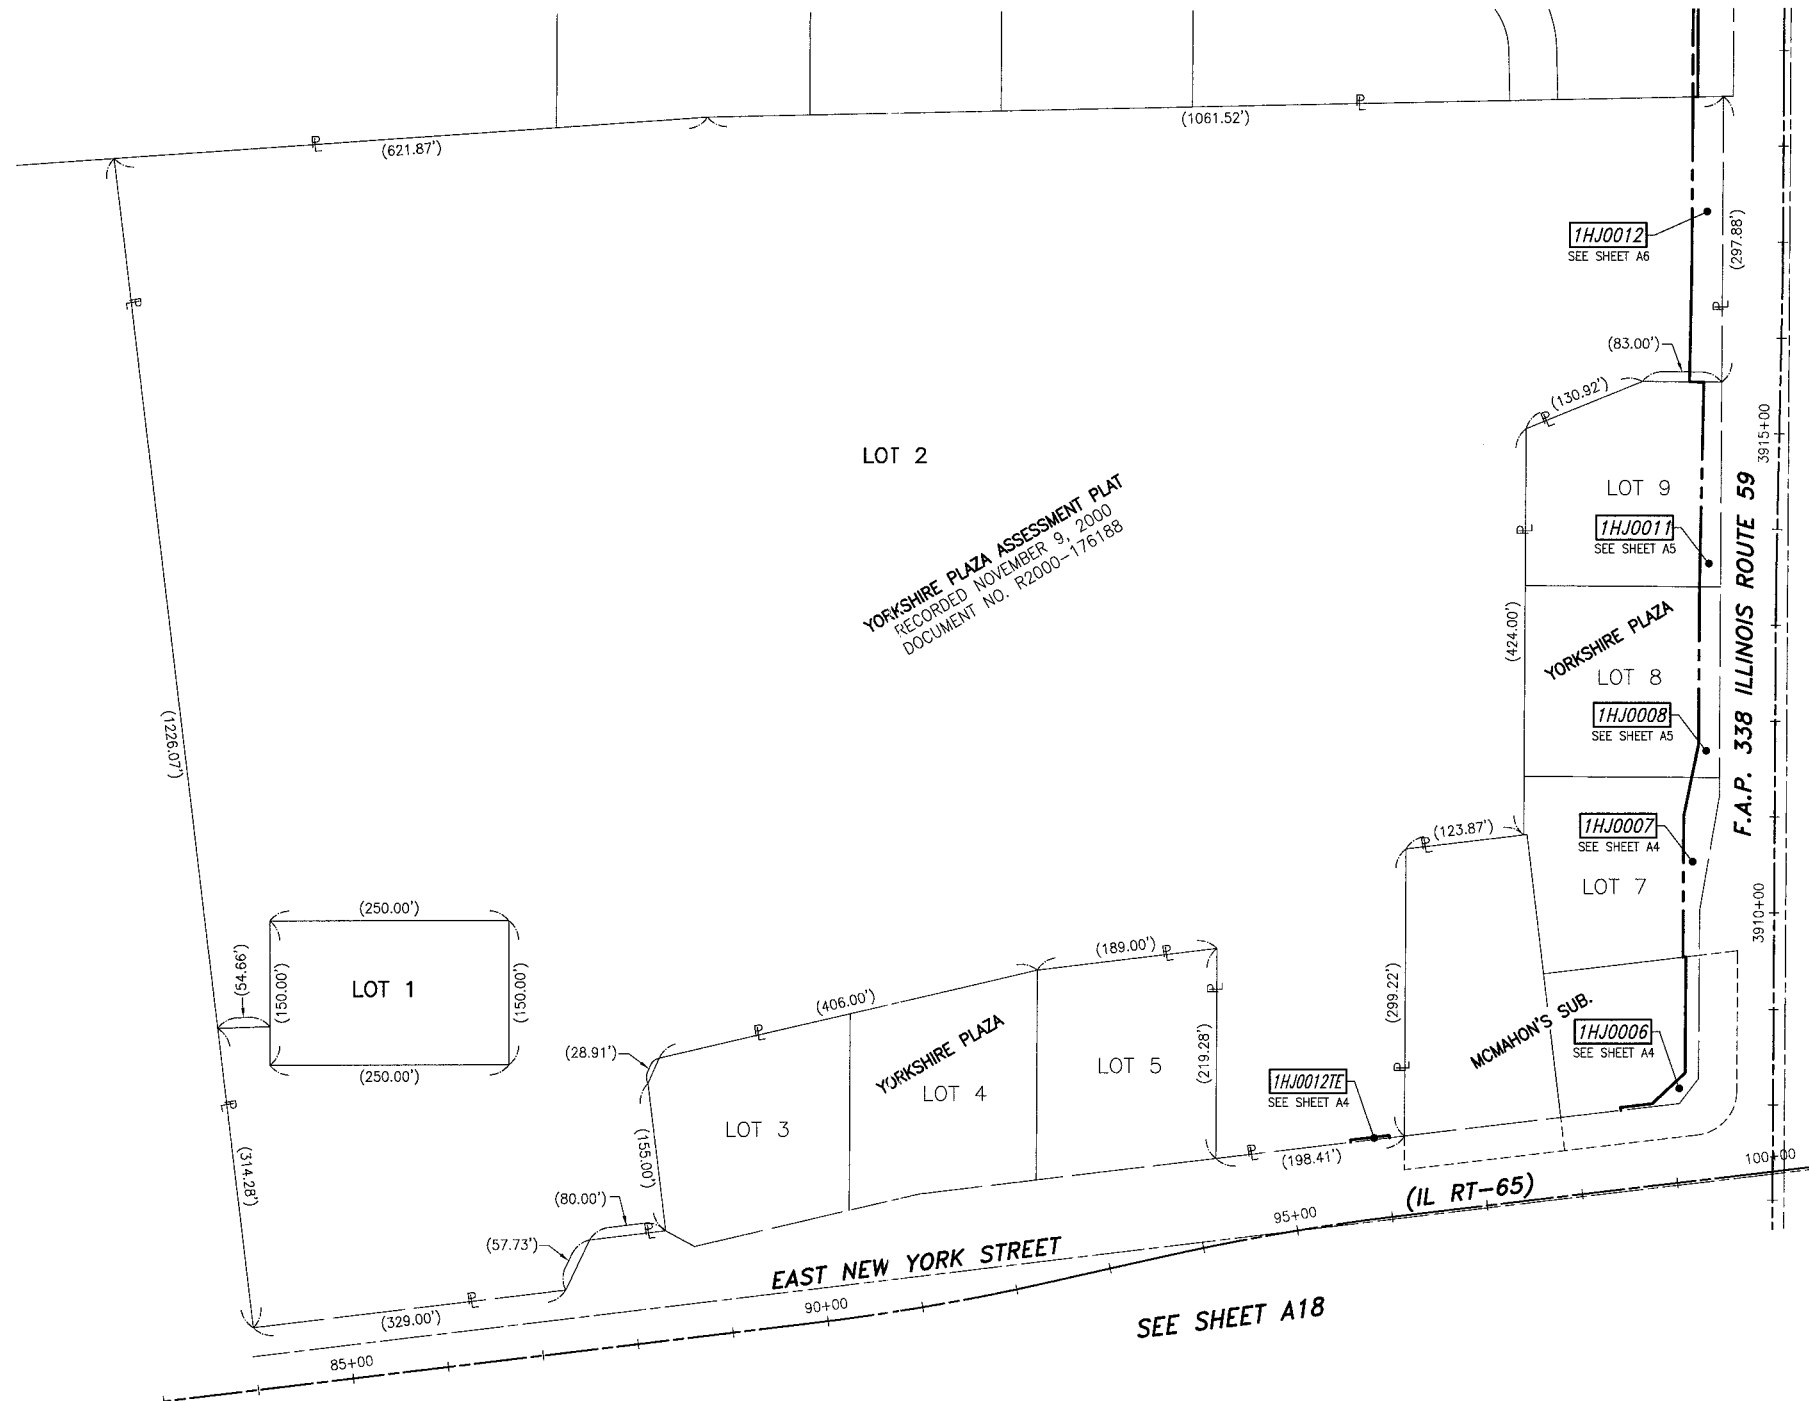 (621.87')
(1061.52')
1HJ0012
SEE SHEET A6
(297.88')
(83.00')
(130.92')
LOT 2
3915+00
LOT 9
1HJ0011
SEE SHEET A5
F.A.P. 338 ILLINOIS ROUTE 59
YORKSHIRE PLAZA ASSESSMENT PLAT
RECORDED NOVEMBER 9, 2000
DOCUMENT NO. R2000-176188
(424.00')
YORKSHIRE PLAZA
LOT 8
1HJ0008
SEE SHEET A5
(1226.07')
(123.87')
1HJ0007
SEE SHEET A4
LOT 7
(250.00')
3910+00
(189.00')
(54.99')
(150.00')
LOT 1
(150.00')
(406.00')
(299.22')
MCMAHON'S SUB.
1HJ0006
SEE SHEET A4
(28.91')
YORKSHIRE PLAZA
(219.28')
(250.00')
LOT 5
1HJ0012TE
SEE SHEET A4
LOT 4
LOT 3
(155.00')
(314.28')
(198.41')
100+00
(80.00')
(IL RT-65)
95+00
(57.73')
EAST NEW YORK STREET
90+00
(329.00')
SEE SHEET A18
85+00